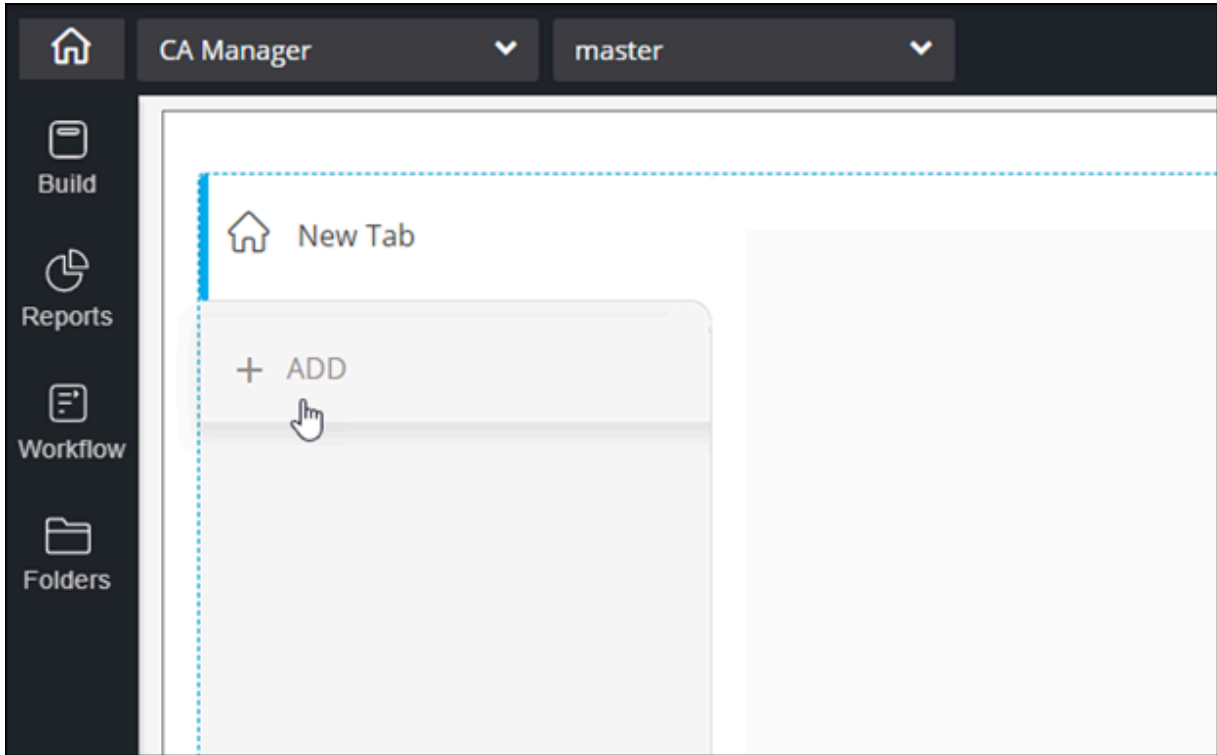 CA Manager
master
Build
New Tab
Reports
+ ADD
Workflow
Folders